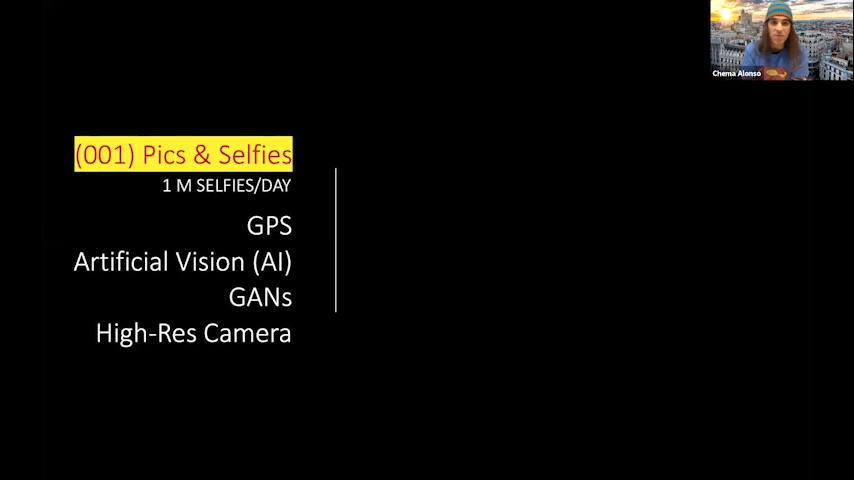 Chema Alonso
(001) Pics & Selfies
1 M SELFIES/DAY
GPS
Artificial Vision (AI)
GANs
High-Res Camera